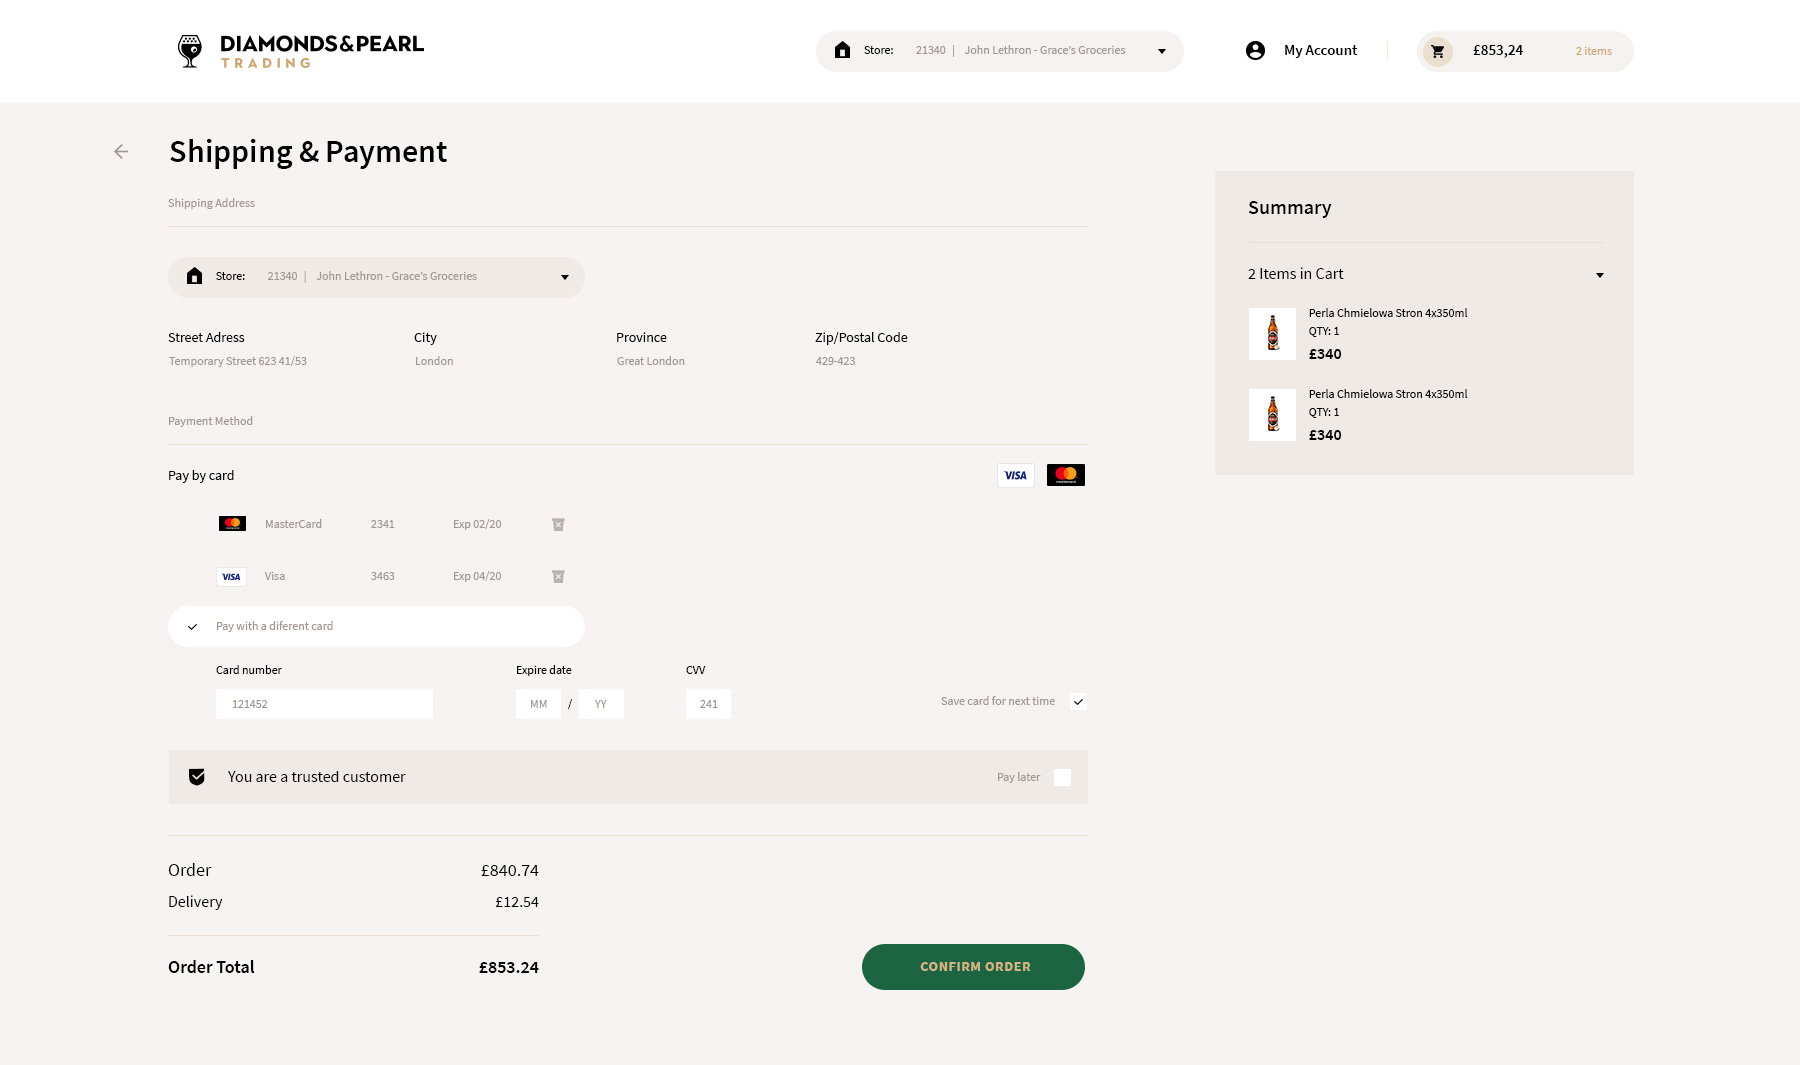 DIAMONDS&PEARL
TRADING
Store: 21340 | John Lethron - Grace's Groceries
My Account
£853,24 2 items
Shipping & Payment
Shipping Address
Store: 21340 | John Lethron - Grace's Groceries
Street Adress City Province Zip/Postal Code
Temporary Street 623 41/53 London Great London 429-423
Payment Method
Pay by card VISA
MasterCard 2341 Exp 02/20
VISA Visa 3463 Exp 04/20
Pay with a diferent card
Card number Expire date CVV
121452 MM / YY 241 Save card for next time
You are a trusted customer Pay later
Order £840.74
Delivery £12.54
Order Total £853.24
CONFIRM ORDER
Summary
2 Items in Cart
Perla Chmielowa Stron 4x350ml
QTY: 1
£340
Perla Chmielowa Stron 4x350ml
QTY: 1
£340